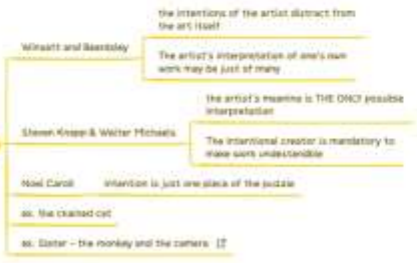 the intentions of the artist distract from
the art itself
Wimsatt and Beardsley
The artist's interpretation of one's own
work may be just of many
the artist's meaning is THE ONLY possible
interpretation
Steven Knapp & Walter Michaels
The intentional creator is mandatory to
make work understandible
Noel Caroll
intention is just one piece of the puzzle
ex. the chained cat
ex. Slater - the monkey and the camera